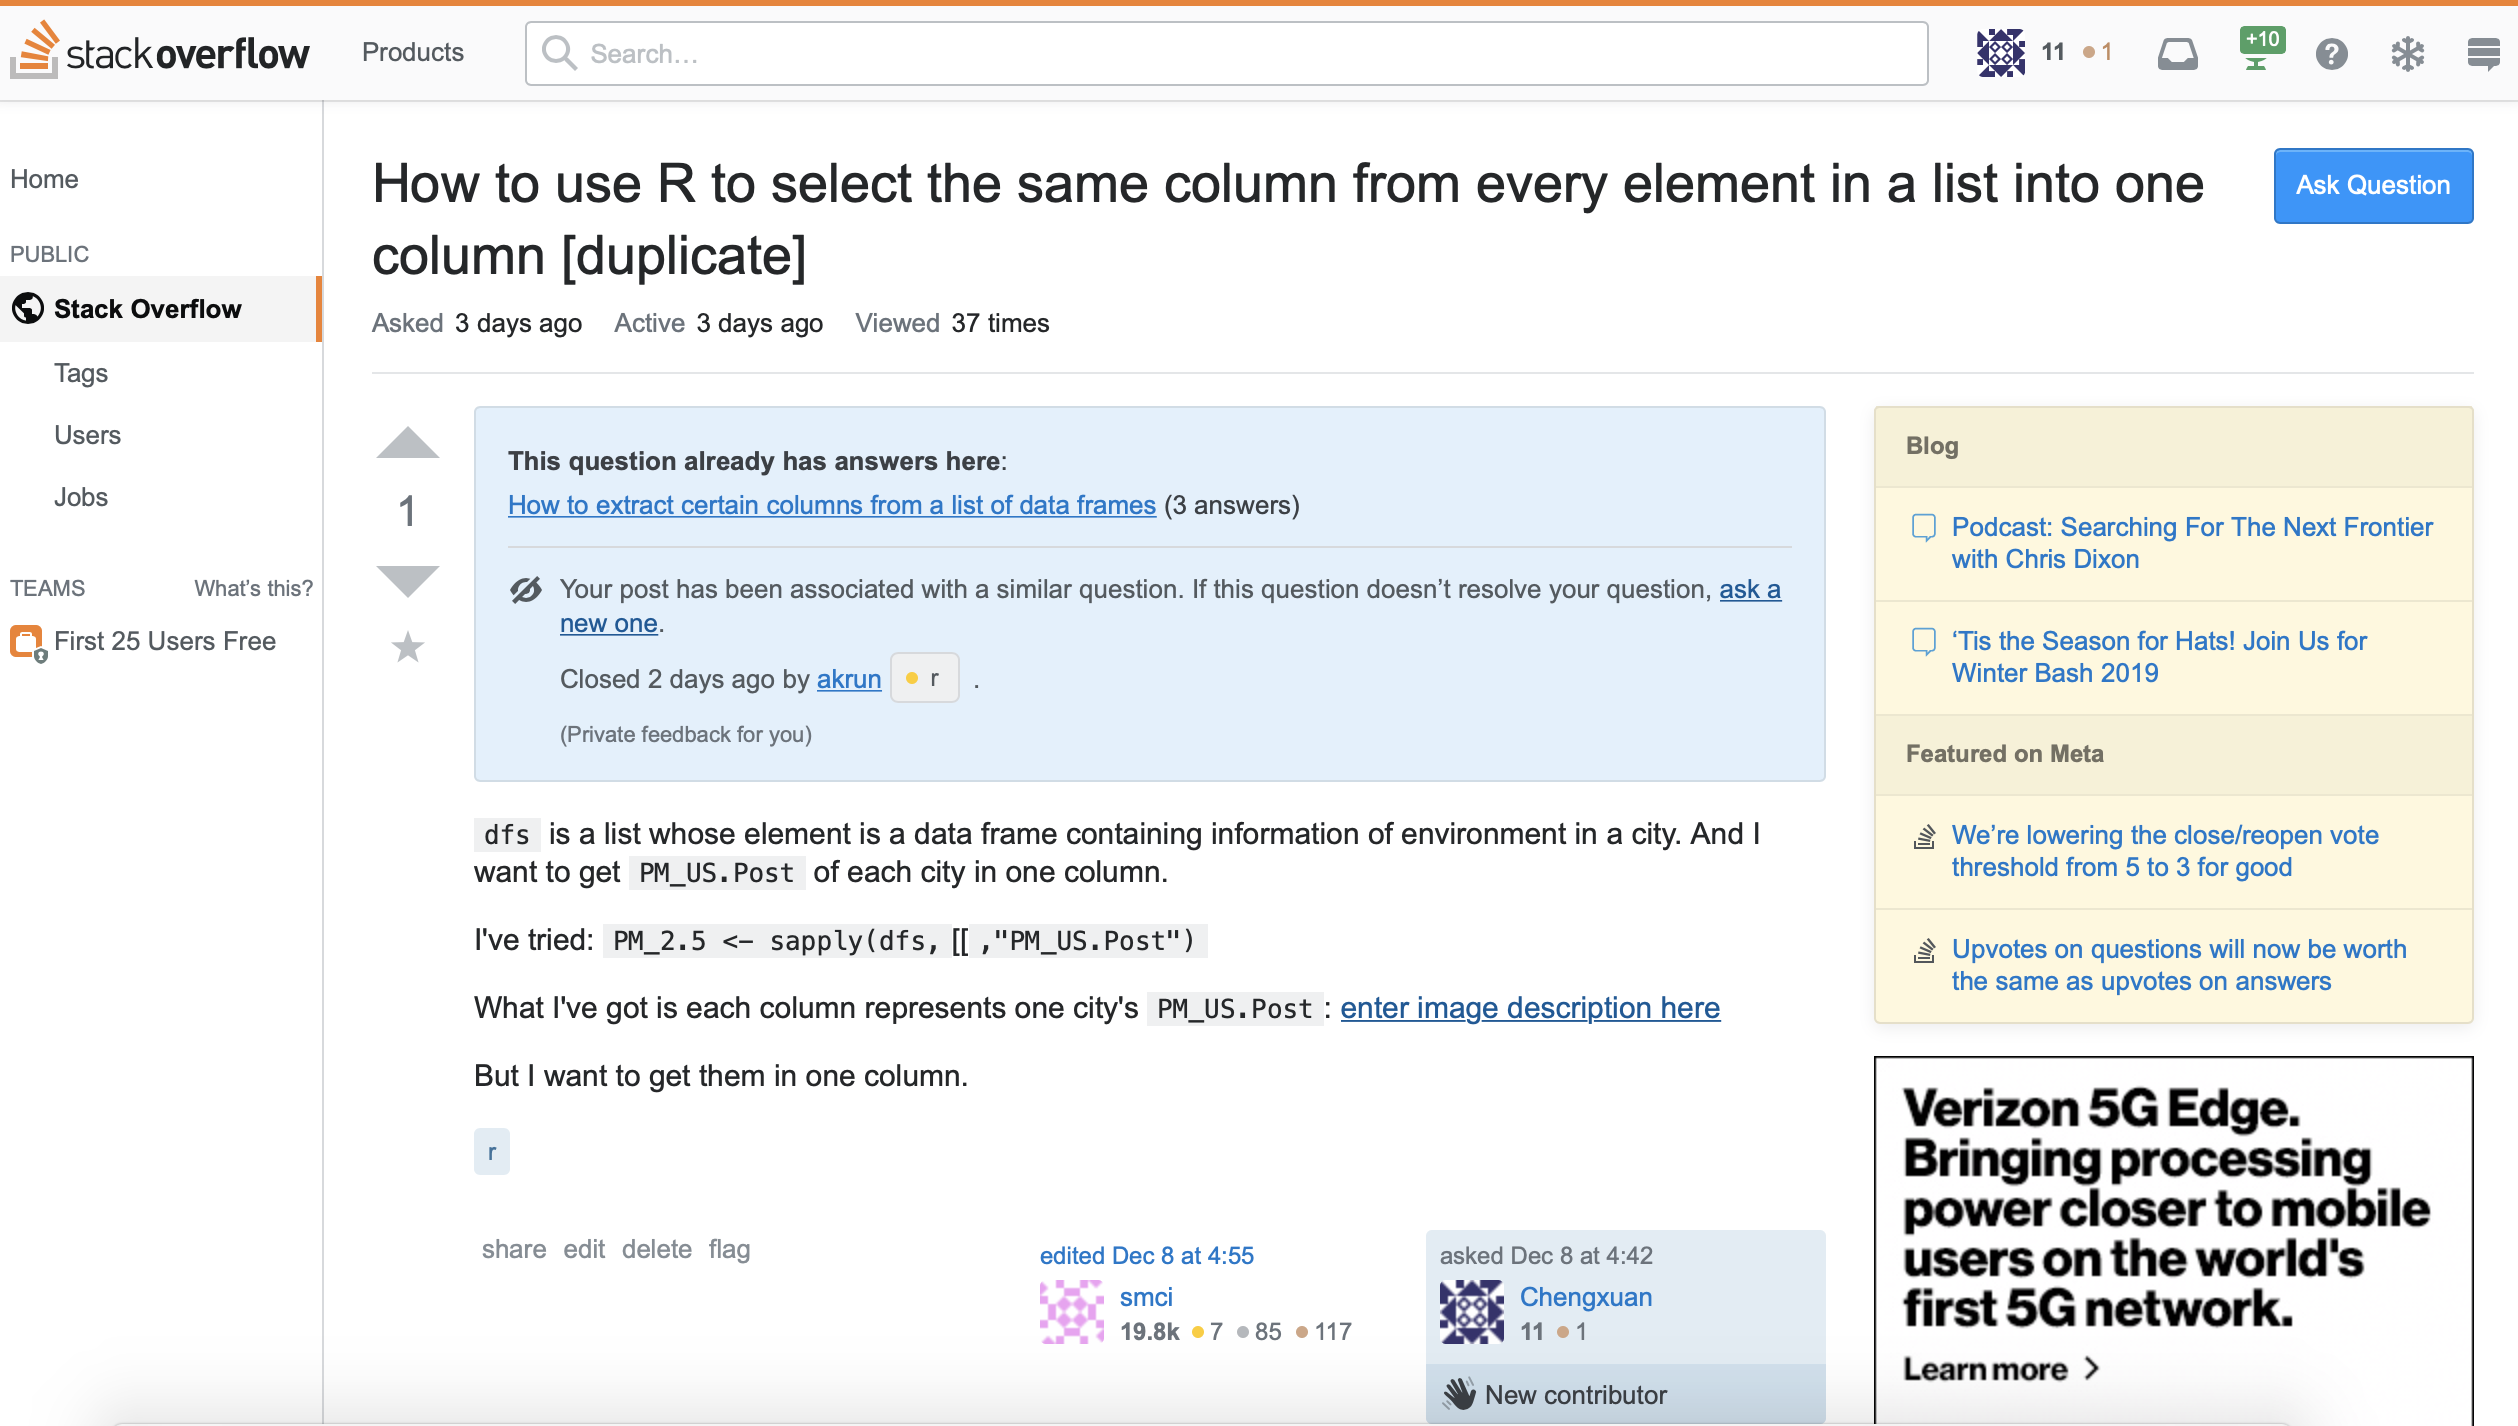 stackoverflow
Products
Search…
11 1
+10
?
Home
PUBLIC
Stack Overflow
Tags
Users
Jobs
TEAMS What's this?
First 25 Users Free
How to use R to select the same column from every element in a list into one
column [duplicate]
Ask Question
Asked 3 days ago Active 3 days ago Viewed 37 times
1
This question already has answers here:
How to extract certain columns from a list of data frames (3 answers)
Your post has been associated with a similar question. If this question doesn’t resolve your question, ask a
new one.
Closed 2 days ago by akrun r .
(Private feedback for you)
dfs is a list whose element is a data frame containing information of environment in a city. And I
want to get PM_US.Post of each city in one column.
I've tried: PM_2.5 <- sapply(dfs, [[ ,"PM_US.Post")
What I've got is each column represents one city's PM_US.Post : enter image description here
But I want to get them in one column.
r
share edit delete flag
edited Dec 8 at 4:55
smci
19.8k 7 85 117
asked Dec 8 at 4:42
Chengxuan
11 1
New contributor
Blog
Podcast: Searching For The Next Frontier
with Chris Dixon
‘Tis the Season for Hats! Join Us for
Winter Bash 2019
Featured on Meta
We’re lowering the close/reopen vote
threshold from 5 to 3 for good
Upvotes on questions will now be worth
the same as upvotes on answers
Verizon 5G Edge.
Bringing processing
power closer to mobile
users on the world's
first 5G network.
Learn more >